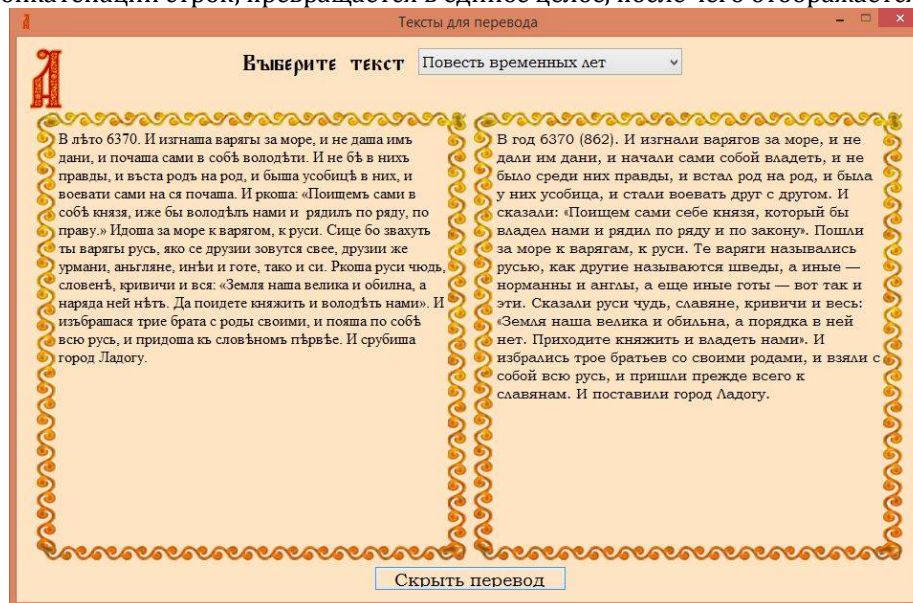 онкатенации строк, превращается в единое целое, после чего отображается
Тексты для перевода
Выберите текст Повесть временных лет
В лѣто 6370. И изгнаша варягы за море, и не даша имъ
дани, и почаша сами в собѣ володѣти. И не бѣ в нихъ
правды, и въста родъ на род, и быша усобицѣ в них, и
воевати сами на ся почаша. И ркоша: «Поищемъ сами в
собѣ князя, иже бы володѣлъ нами и рядилъ по ряду, по
праву.» Идоша за море к варягом, к руси. Сице бо звахуть
ты варягы русь, яко се друзии зовутся свее, друзии же
урмани, аньгляне, инѣи и готе, тако и си. Ркоша руси чюдь,
словенѣ, кривичи и вся: «Земля наша велика и обилна, а
наряда ней нѣть. Да поидете княжить и володѣть нами». И
изъбрашася трие брата с роды своими, и пояша по собѣ
всю русь, и придоша къ словѣномъ пѣрвѣе. И срубиша
город Ладогу.
В год 6370 (862). И изгнали варягов за море, и не
дали им дани, и начали сами собой владеть, и не
было среди них правды, и встал род на род, и была
у них усобица, и стали воевать друг с другом. И
сказали: «Поищем сами себе князя, который бы
владел нами и рядил по ряду и по закону». Пошли
за море к варягам, к руси. Те варяги назывались
русью, как другие называются шведы, а иные —
норманны и англы, а еще иные готы — вот так и
эти. Сказали руси чудь, славяне, кривичи и весь:
«Земля наша велика и обильна, а порядка в ней
нет. Приходите княжить и владеть нами». И
избрались трое братьев со своими родами, и взяли с
собой всю русь, и пришли прежде всего к
славянам. И поставили город Ладогу.
Скрыть перевод